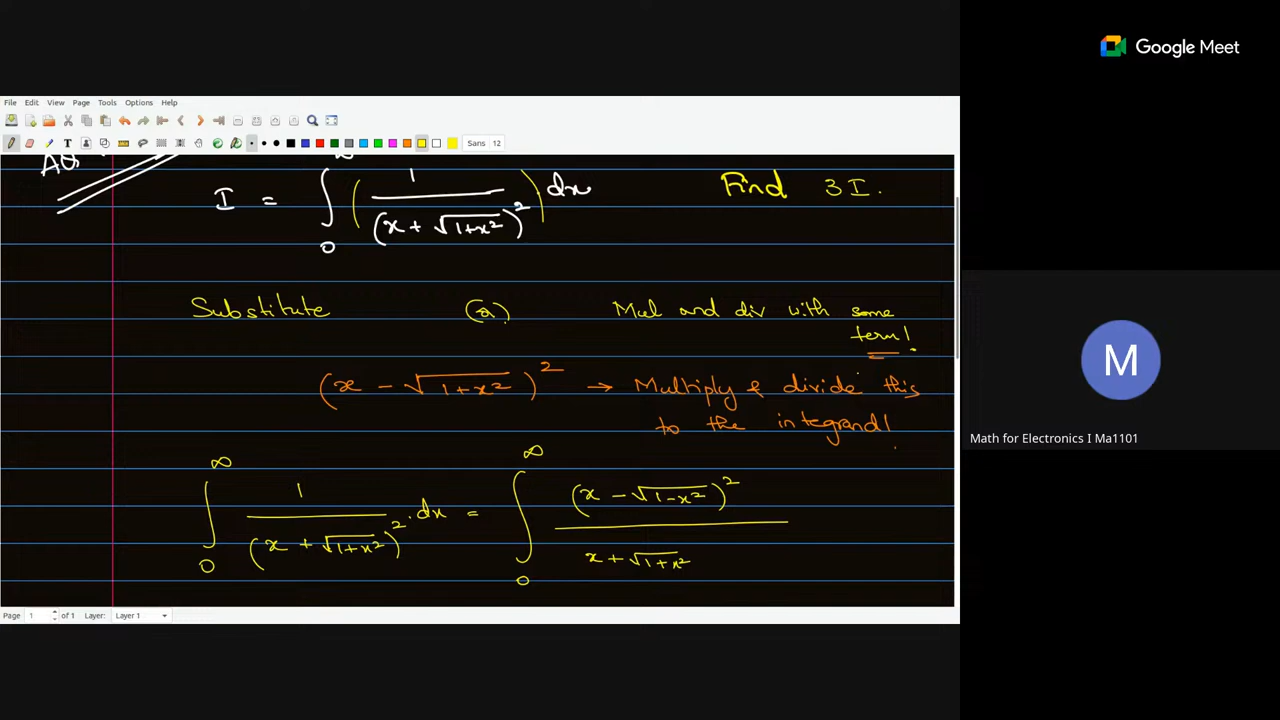 Google Meet
File Edit View Page Tools Options Help
Sans 12
I = ∫₀^∞ ( 1 / (x + √(1+x²))² ) dx Find 3I.
Substitute (a) Mul and div with some
term!
(x − √(1+x²))² → Multiply & divide this
to the integrand!
∫₀^∞ 1 / (x + √(1+x²))² · dx = ∫₀^∞ (x − √(1−x²))² / x + √(1+x²)
Math for Electronics I Ma1101
M
Page 1 of 1 Layer: Layer 1